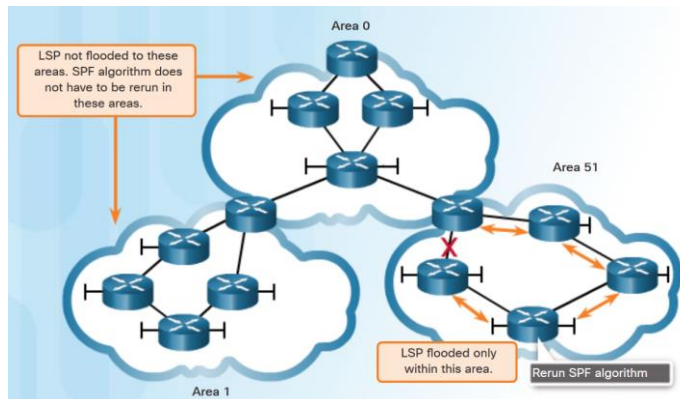 Area 0
LSP not flooded to these
areas. SPF algorithm does
not have to be rerun in
these areas.
Area 51
LSP flooded only
within this area.
Rerun SPF algorithm
Area 1